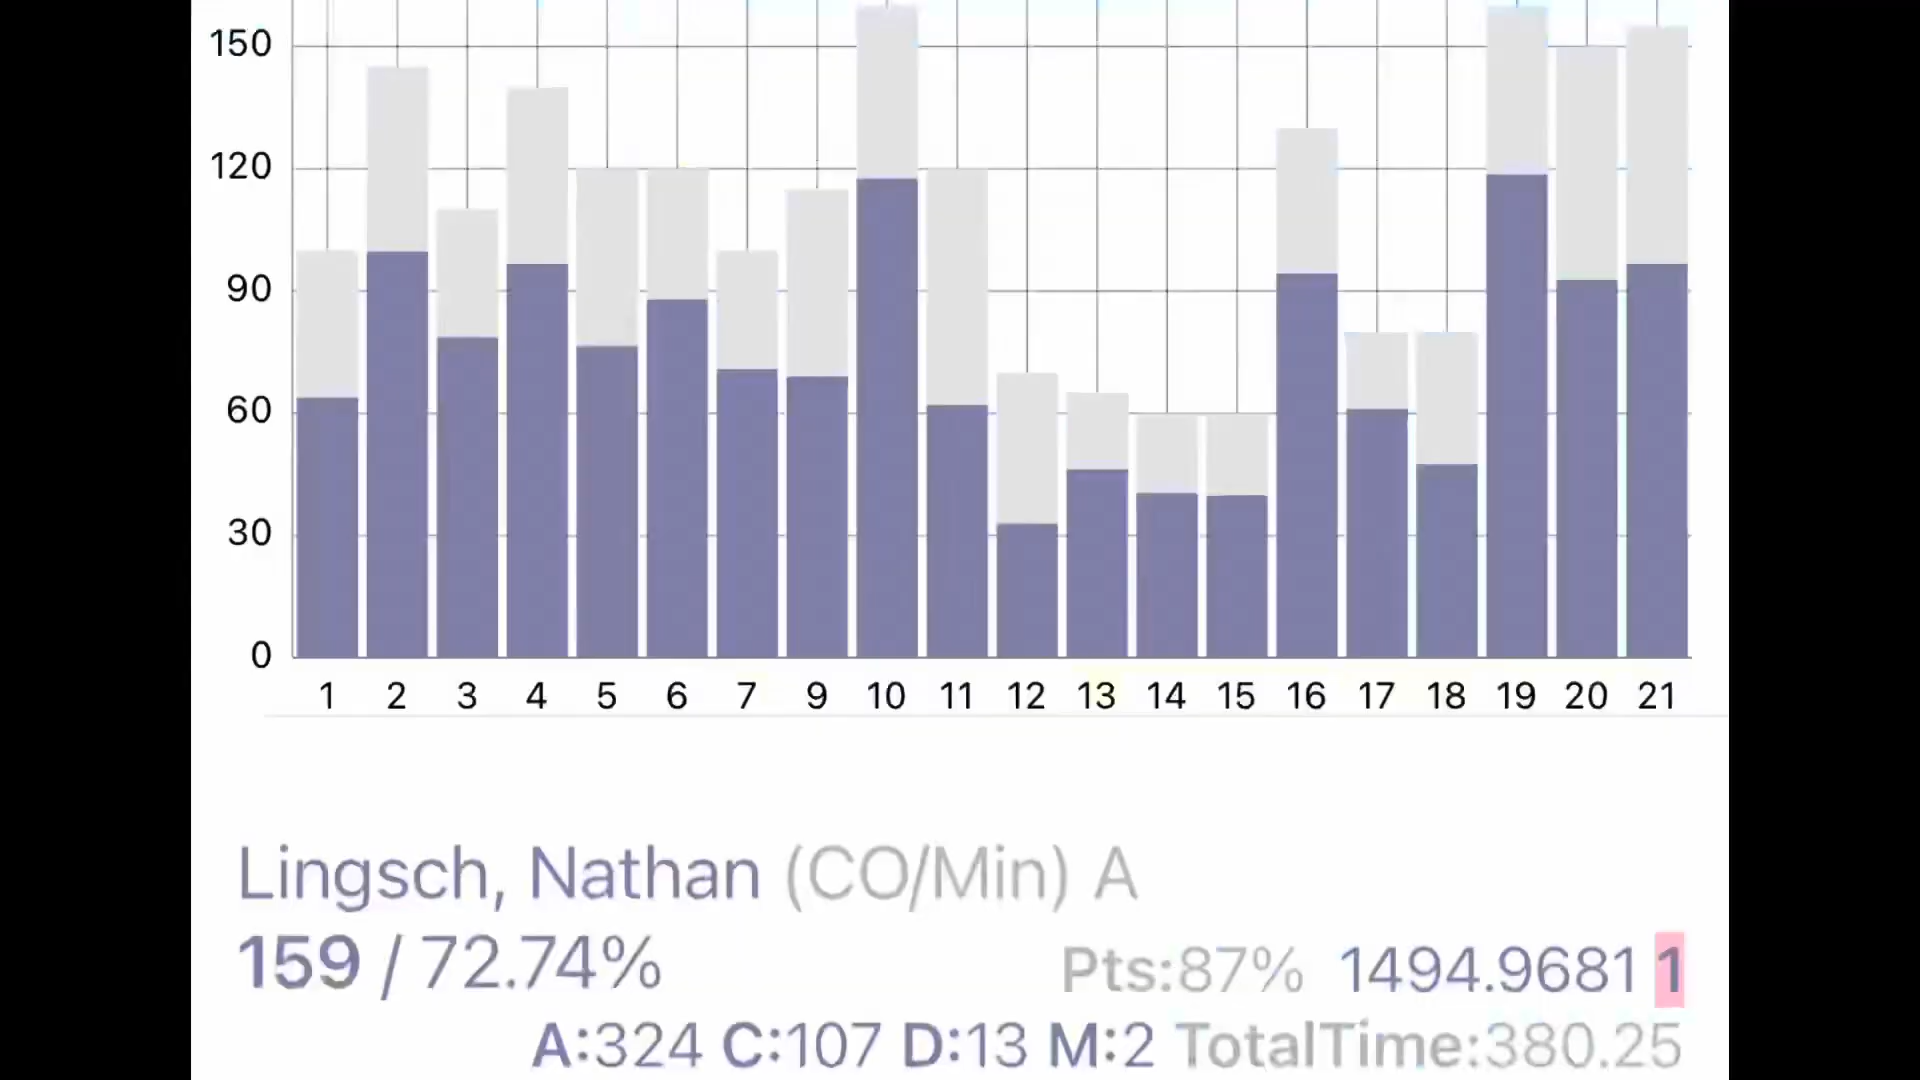 150
120
90
60
30
0
1 2 3 4 5 6 7 9 10 11 12 13 14 15 16 17 18 19 20 21
Lingsch, Nathan (CO/Min) A
159 / 72.74% Pts:87% 1494.9681 1
A:324 C:107 D:13 M:2 TotalTime:380.25